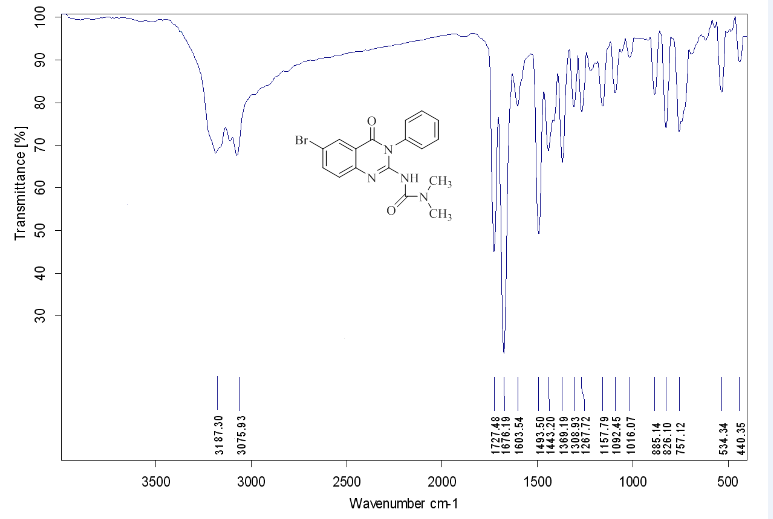 Transmittance [%]
100
90
80
70
60
50
40
30
O
Br
N
N
NH
O
N
CH3
CH3
3187.30
3075.93
1727.48
1676.19
1603.54
1493.50
1443.20
1369.19
1308.93
1267.72
1157.79
1092.45
1016.07
885.14
826.10
757.12
534.34
440.35
3500 3000 2500 2000 1500 1000 500
Wavenumber cm-1